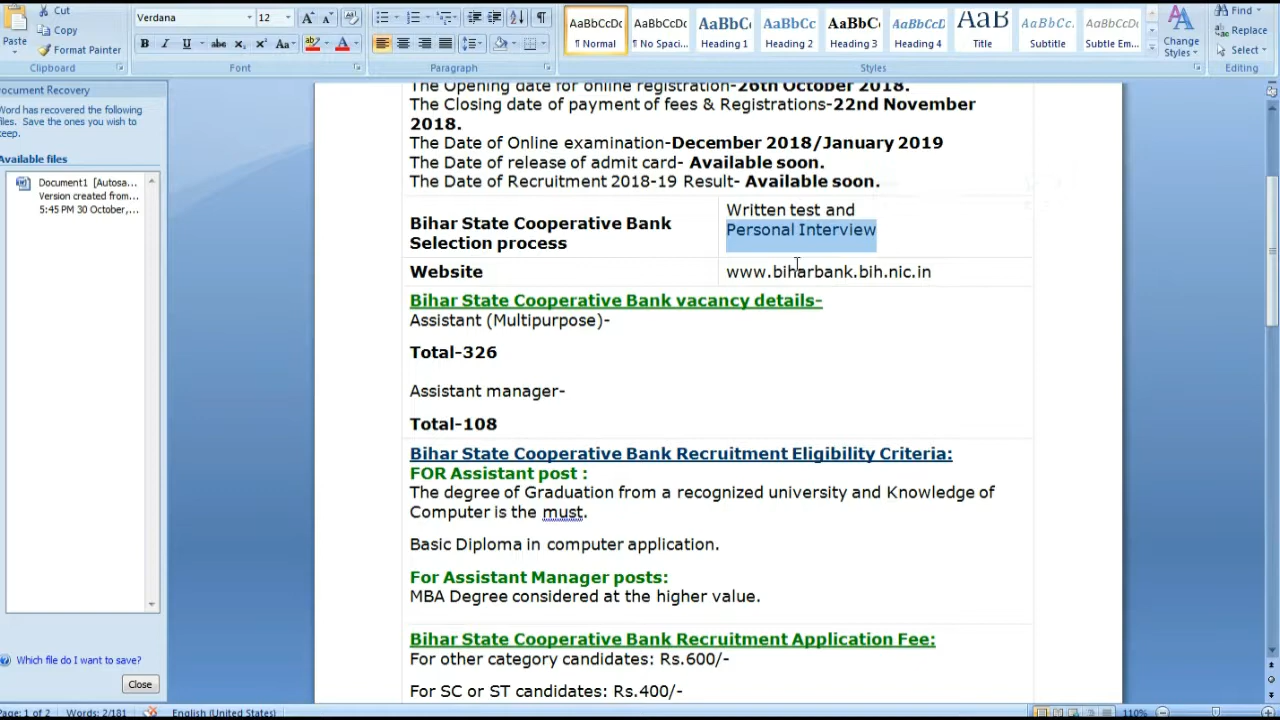 Cut
Copy
Paste
Format Painter
Clipboard
Verdana
12
Font
Paragraph
AaBbCcDc AaBbCcDc AaBbC AaBbCc AaBbC AaBbCcD AaB AaBbCc. AaBbCcDc
¶ Normal ¶ No Spaci... Heading 1 Heading 2 Heading 3 Heading 4 Title Subtitle Subtle Em...
Change
Styles
Styles
Find
Replace
Select
Editing
Document Recovery
Word has recovered the following
files. Save the ones you wish to
keep.
Available files
Document1 [Autosa...
Version created from...
5:45 PM 30 October,...
Which file do I want to save?
Close
The Opening date for online registration-26th October 2018.
The Closing date of payment of fees & Registrations-22nd November
2018.
The Date of Online examination-December 2018/January 2019
The Date of release of admit card- Available soon.
The Date of Recruitment 2018-19 Result- Available soon.
Bihar State Cooperative Bank
Selection process
Written test and
Personal Interview
Website
www.biharbank.bih.nic.in
Bihar State Cooperative Bank vacancy details-
Assistant (Multipurpose)-
Total-326
Assistant manager-
Total-108
Bihar State Cooperative Bank Recruitment Eligibility Criteria:
FOR Assistant post :
The degree of Graduation from a recognized university and Knowledge of
Computer is the must.
Basic Diploma in computer application.
For Assistant Manager posts:
MBA Degree considered at the higher value.
Bihar State Cooperative Bank Recruitment Application Fee:
For other category candidates: Rs.600/-
For SC or ST candidates: Rs.400/-
Page: 1 of 2 Words: 2/181 English (United States) 110%